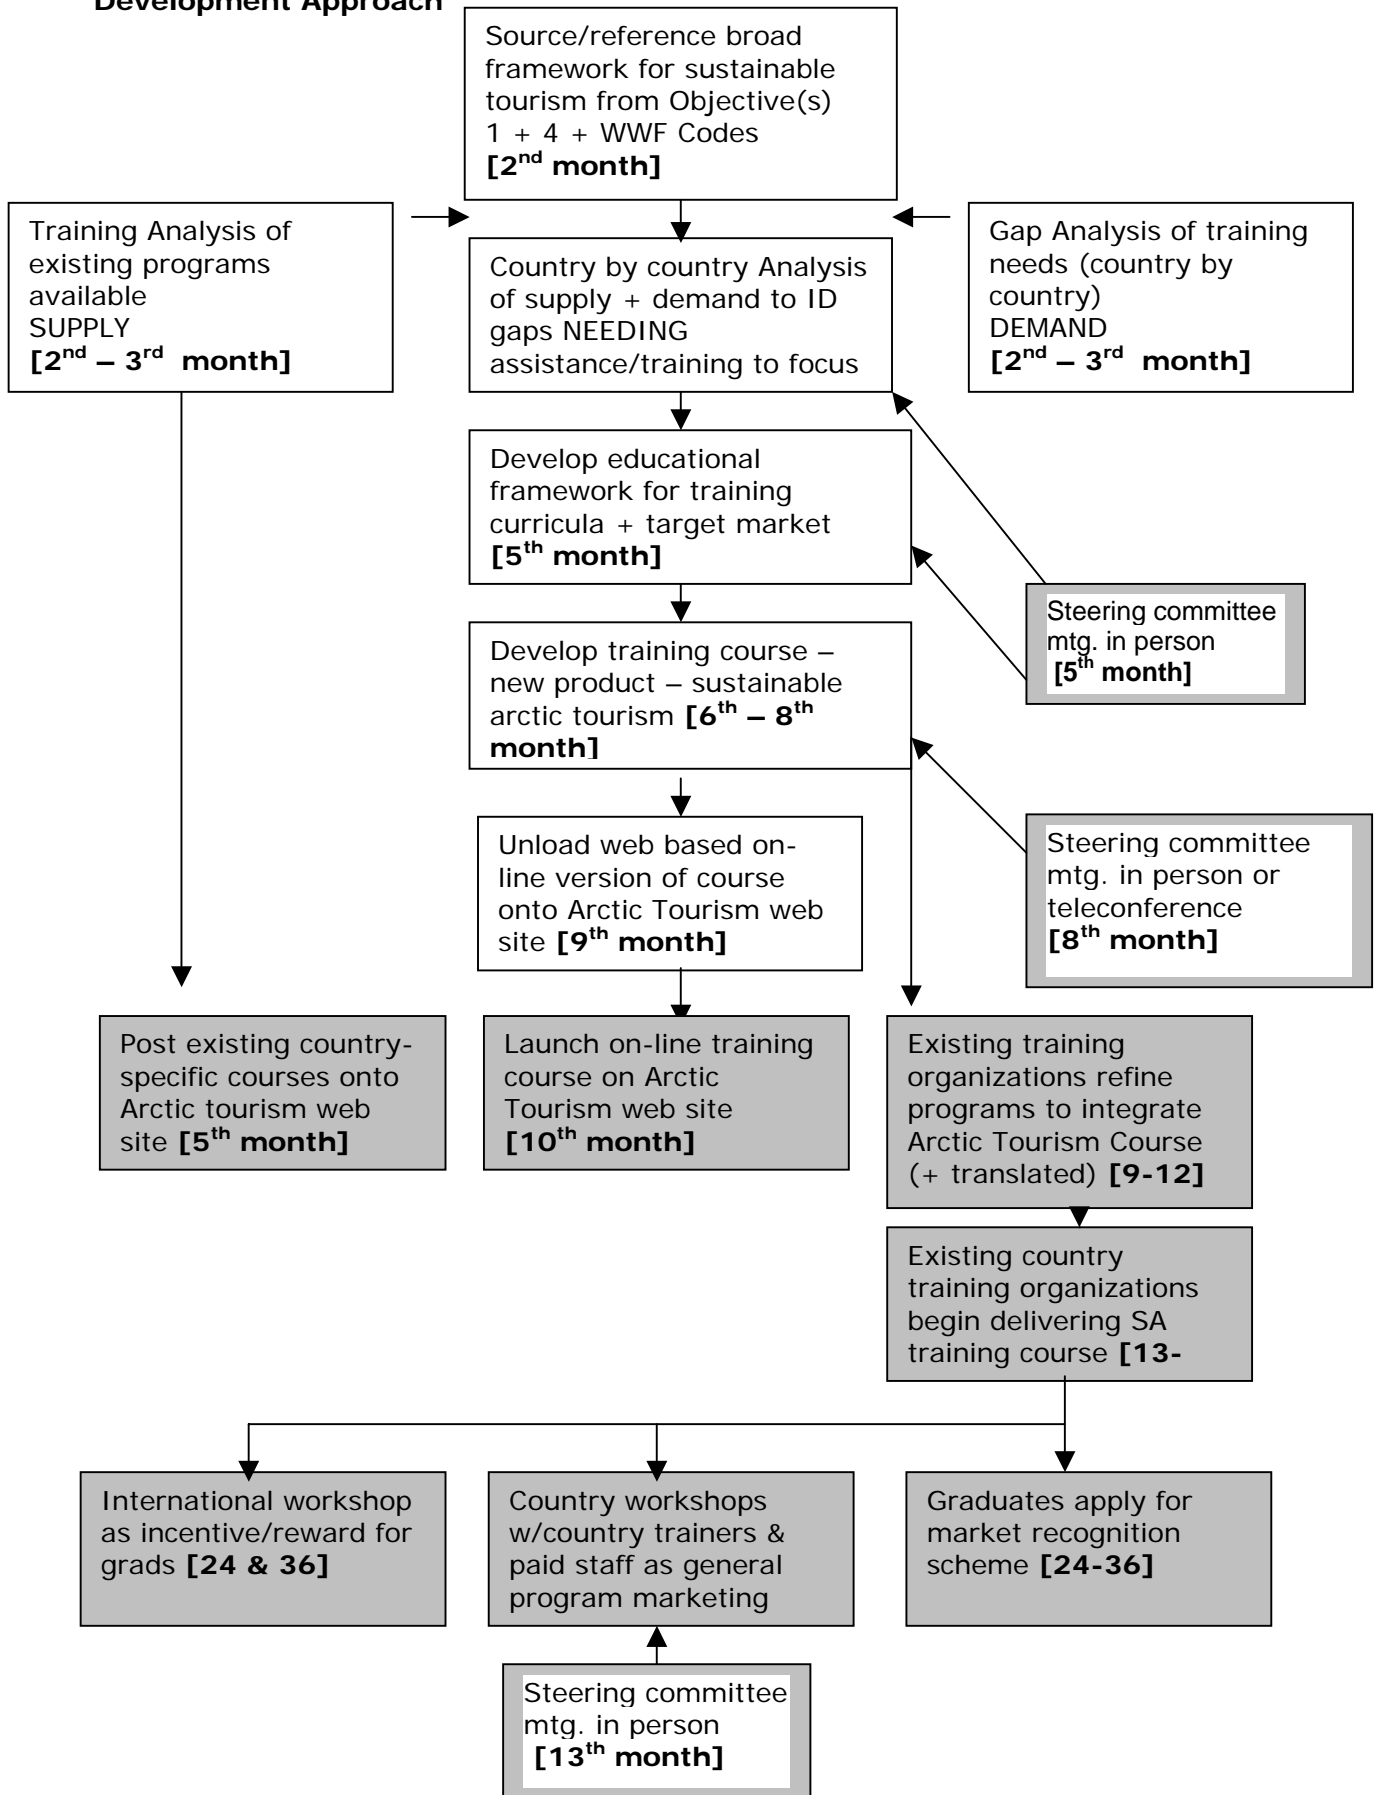 Development Approach
Source/reference broad
framework for sustainable
tourism from Objective(s)
1 + 4 + WWF Codes
[2nd month]
Training Analysis of
existing programs
available
SUPPLY
[2nd – 3rd month]
Country by country Analysis
of supply + demand to ID
gaps NEEDING
assistance/training to focus
Gap Analysis of training
needs (country by
country)
DEMAND
[2nd – 3rd month]
Develop educational
framework for training
curricula + target market
[5th month]
Steering committee
mtg. in person
[5th month]
Develop training course –
new product – sustainable
arctic tourism [6th – 8th
month]
Unload web based on-
line version of course
onto Arctic Tourism web
site [9th month]
Steering committee
mtg. in person or
teleconference
[8th month]
Post existing country-
specific courses onto
Arctic tourism web
site [5th month]
Launch on-line training
course on Arctic
Tourism web site
[10th month]
Existing training
organizations refine
programs to integrate
Arctic Tourism Course
(+ translated) [9-12]
Existing country
training organizations
begin delivering SA
training course [13-
International workshop
as incentive/reward for
grads [24 & 36]
Country workshops
w/country trainers &
paid staff as general
program marketing
Graduates apply for
market recognition
scheme [24-36]
Steering committee
mtg. in person
[13th month]